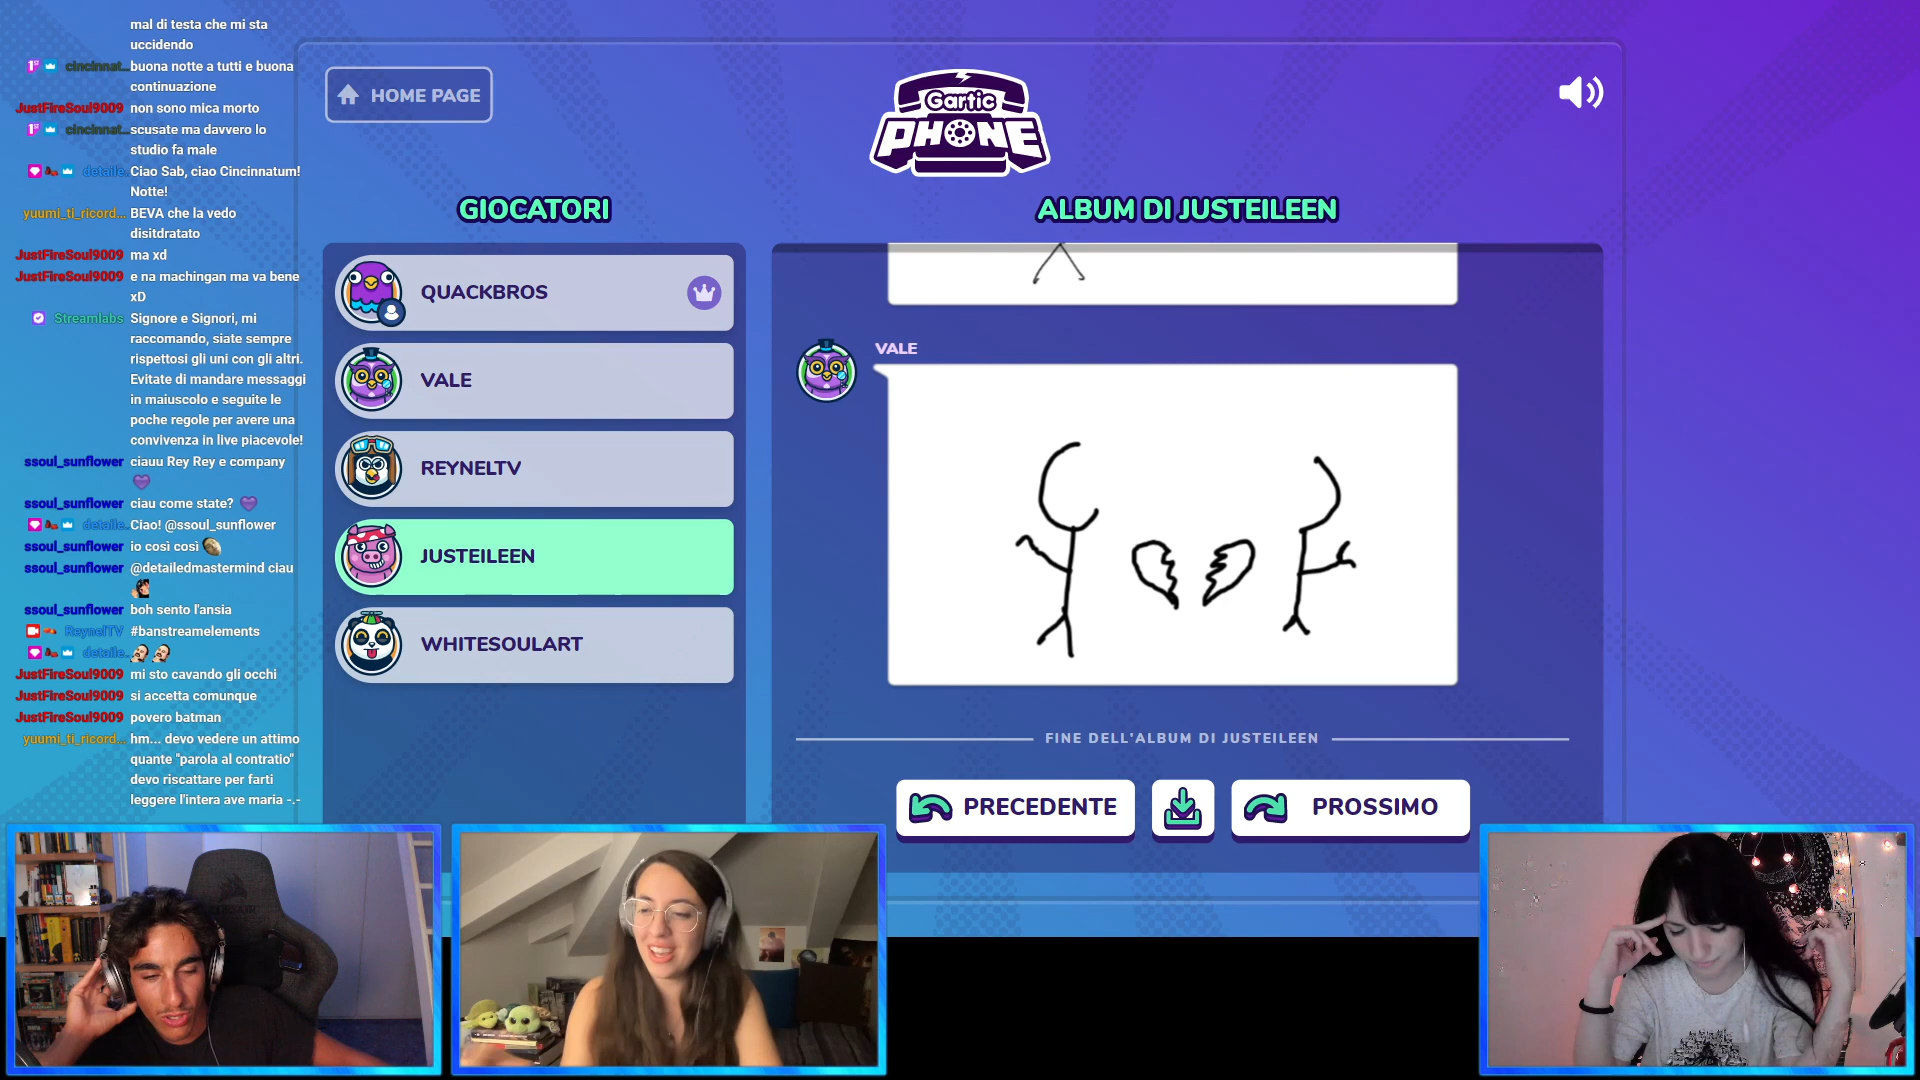 mal di testa che mi sta
uccidendo
cincinnat... buona notte a tutti e buona
continuazione
JustFireSoul9009 non sono mica morto
cincinnat... scusate ma davvero lo
studio fa male
detaile... Ciao Sab, ciao Cincinnatum!
Notte!
yuumi_ti_ricord... BEVA che la vedo
disitdratato
JustFireSoul9009 ma xd
JustFireSoul9009 e na machingan ma va bene
xD
Streamlabs Signore e Signori, mi
raccomando, siate sempre
rispettosi gli uni con gli altri.
Evitate di mandare messaggi
in maiuscolo e seguite le
poche regole per avere una
convivenza in live piacevole!
ssoul_sunflower ciauu Rey Rey e company
ssoul_sunflower ciau come state?
detaile... Ciao! @ssoul_sunflower
ssoul_sunflower io così così
ssoul_sunflower @detailedmastermind ciau
ssoul_sunflower boh sento l'ansia
ReynelTV #banstreamelements
detaile...
JustFireSoul9009 mi sto cavando gli occhi
JustFireSoul9009 si accetta comunque
JustFireSoul9009 povero batman
yuumi_ti_ricord... hm... devo vedere un attimo
quante "parola al contratio"
devo riscattare per farti
leggere l'intera ave maria -.-
HOME PAGE
Gartic
PHONE
GIOCATORI
QUACKBROS
VALE
REYNELTV
JUSTEILEEN
WHITESOULART
ALBUM DI JUSTEILEEN
VALE
FINE DELL'ALBUM DI JUSTEILEEN
PRECEDENTE
PROSSIMO